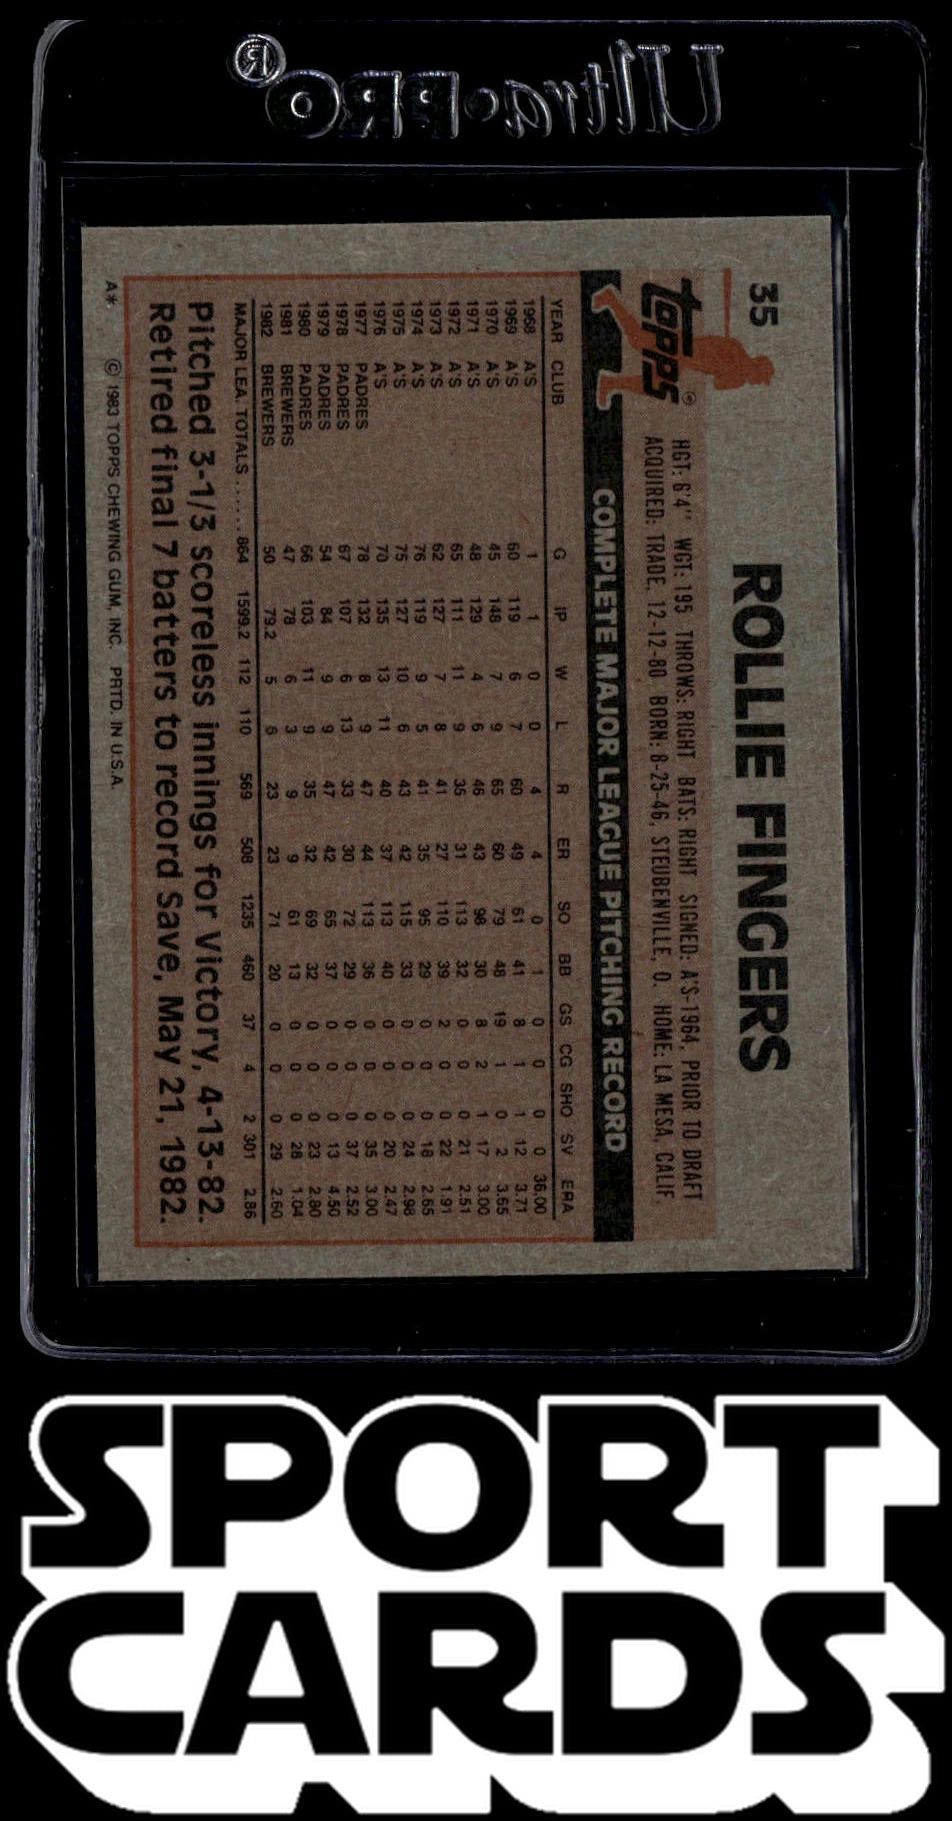 Ultra•PRO®
35
ROLLIE FINGERS
topps®
HGT: 6'4" WGT: 195 THROWS: RIGHT BATS: RIGHT SIGNED: A'S-1964, PRIOR TO DRAFT
ACQUIRED: TRADE, 12-12-80 BORN: 8-25-46, STEUBENVILLE, O. HOME: LA MESA, CALIF.
COMPLETE MAJOR LEAGUE PITCHING RECORD
YEAR CLUB G IP W L R ER SO BB GS CG SHO SV ERA
1968 A'S 1 1 0 0 4 4 0 1 0 0 0 0 36.00
1969 A'S 60 119 6 7 60 49 61 41 8 1 1 12 3.71
1970 A'S 45 148 7 9 65 60 79 48 19 1 0 2 3.65
1971 A'S 48 129 4 6 46 43 98 30 8 2 1 17 3.00
1972 A'S 65 111 11 9 35 31 113 32 0 0 0 21 2.51
1973 A'S 62 127 7 8 41 27 110 39 2 0 0 22 1.91
1974 A'S 76 119 9 5 41 35 95 29 0 0 0 18 2.65
1975 A'S 75 127 10 6 43 42 115 33 0 0 0 24 2.98
1976 A'S 70 135 13 11 40 37 113 40 0 0 0 20 2.47
1977 PADRES 78 132 8 9 47 44 113 36 0 0 0 35 3.00
1978 PADRES 67 107 6 13 33 30 72 29 0 0 0 37 2.52
1979 PADRES 54 84 9 9 47 42 65 37 0 0 0 13 4.50
1980 PADRES 66 103 11 9 35 32 69 32 0 0 0 23 2.80
1981 BREWERS 47 78 6 3 9 9 61 13 0 0 0 28 1.04
1982 BREWERS 50 79.2 5 6 23 23 71 20 0 0 0 29 2.60
MAJOR LEA. TOTALS......864 1599.2 112 110 569 508 1235 460 37 4 2 301 2.86
Pitched 3-1/3 scoreless innings for Victory, 4-13-82.
Retired final 7 batters to record Save, May 21, 1982.
A* © 1983 TOPPS CHEWING GUM, INC. PRTD. IN U.S.A.
SPORT
CARDS